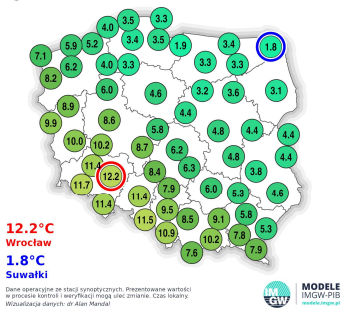 3.5 3.3
4.0
5.9 5.2 3.4 3.5 1.9 3.4 1.8
7.1
6.2 4.0 3.3 3.3 3.3
8.2
6.0 4.6 3.2 3.6 3.1
8.9
9.9 8.6 4.4
5.8 4.8 4.4 4.4
10.0 10.2 8.7 6.2 4.8 4.4
11.4 12.2 8.4 6.3 3.8
11.7 7.9 6.0 5.3 4.6
11.4 11.4 9.5
11.5 8.5 9.1 5.8
10.9 10.2 7.8 5.3
7.6 7.9
12.2°C
Wrocław
1.8°C
Suwałki
Dane operacyjne ze stacji synoptycznych. Prezentowane wartości
w procesie kontroli i weryfikacji mogą ulec zmianie. Czas lokalny.
Wizualizacja danych: dr Alan Mandal
IM
GW
MODELE
IMGW-PIB
modele.imgw.pl